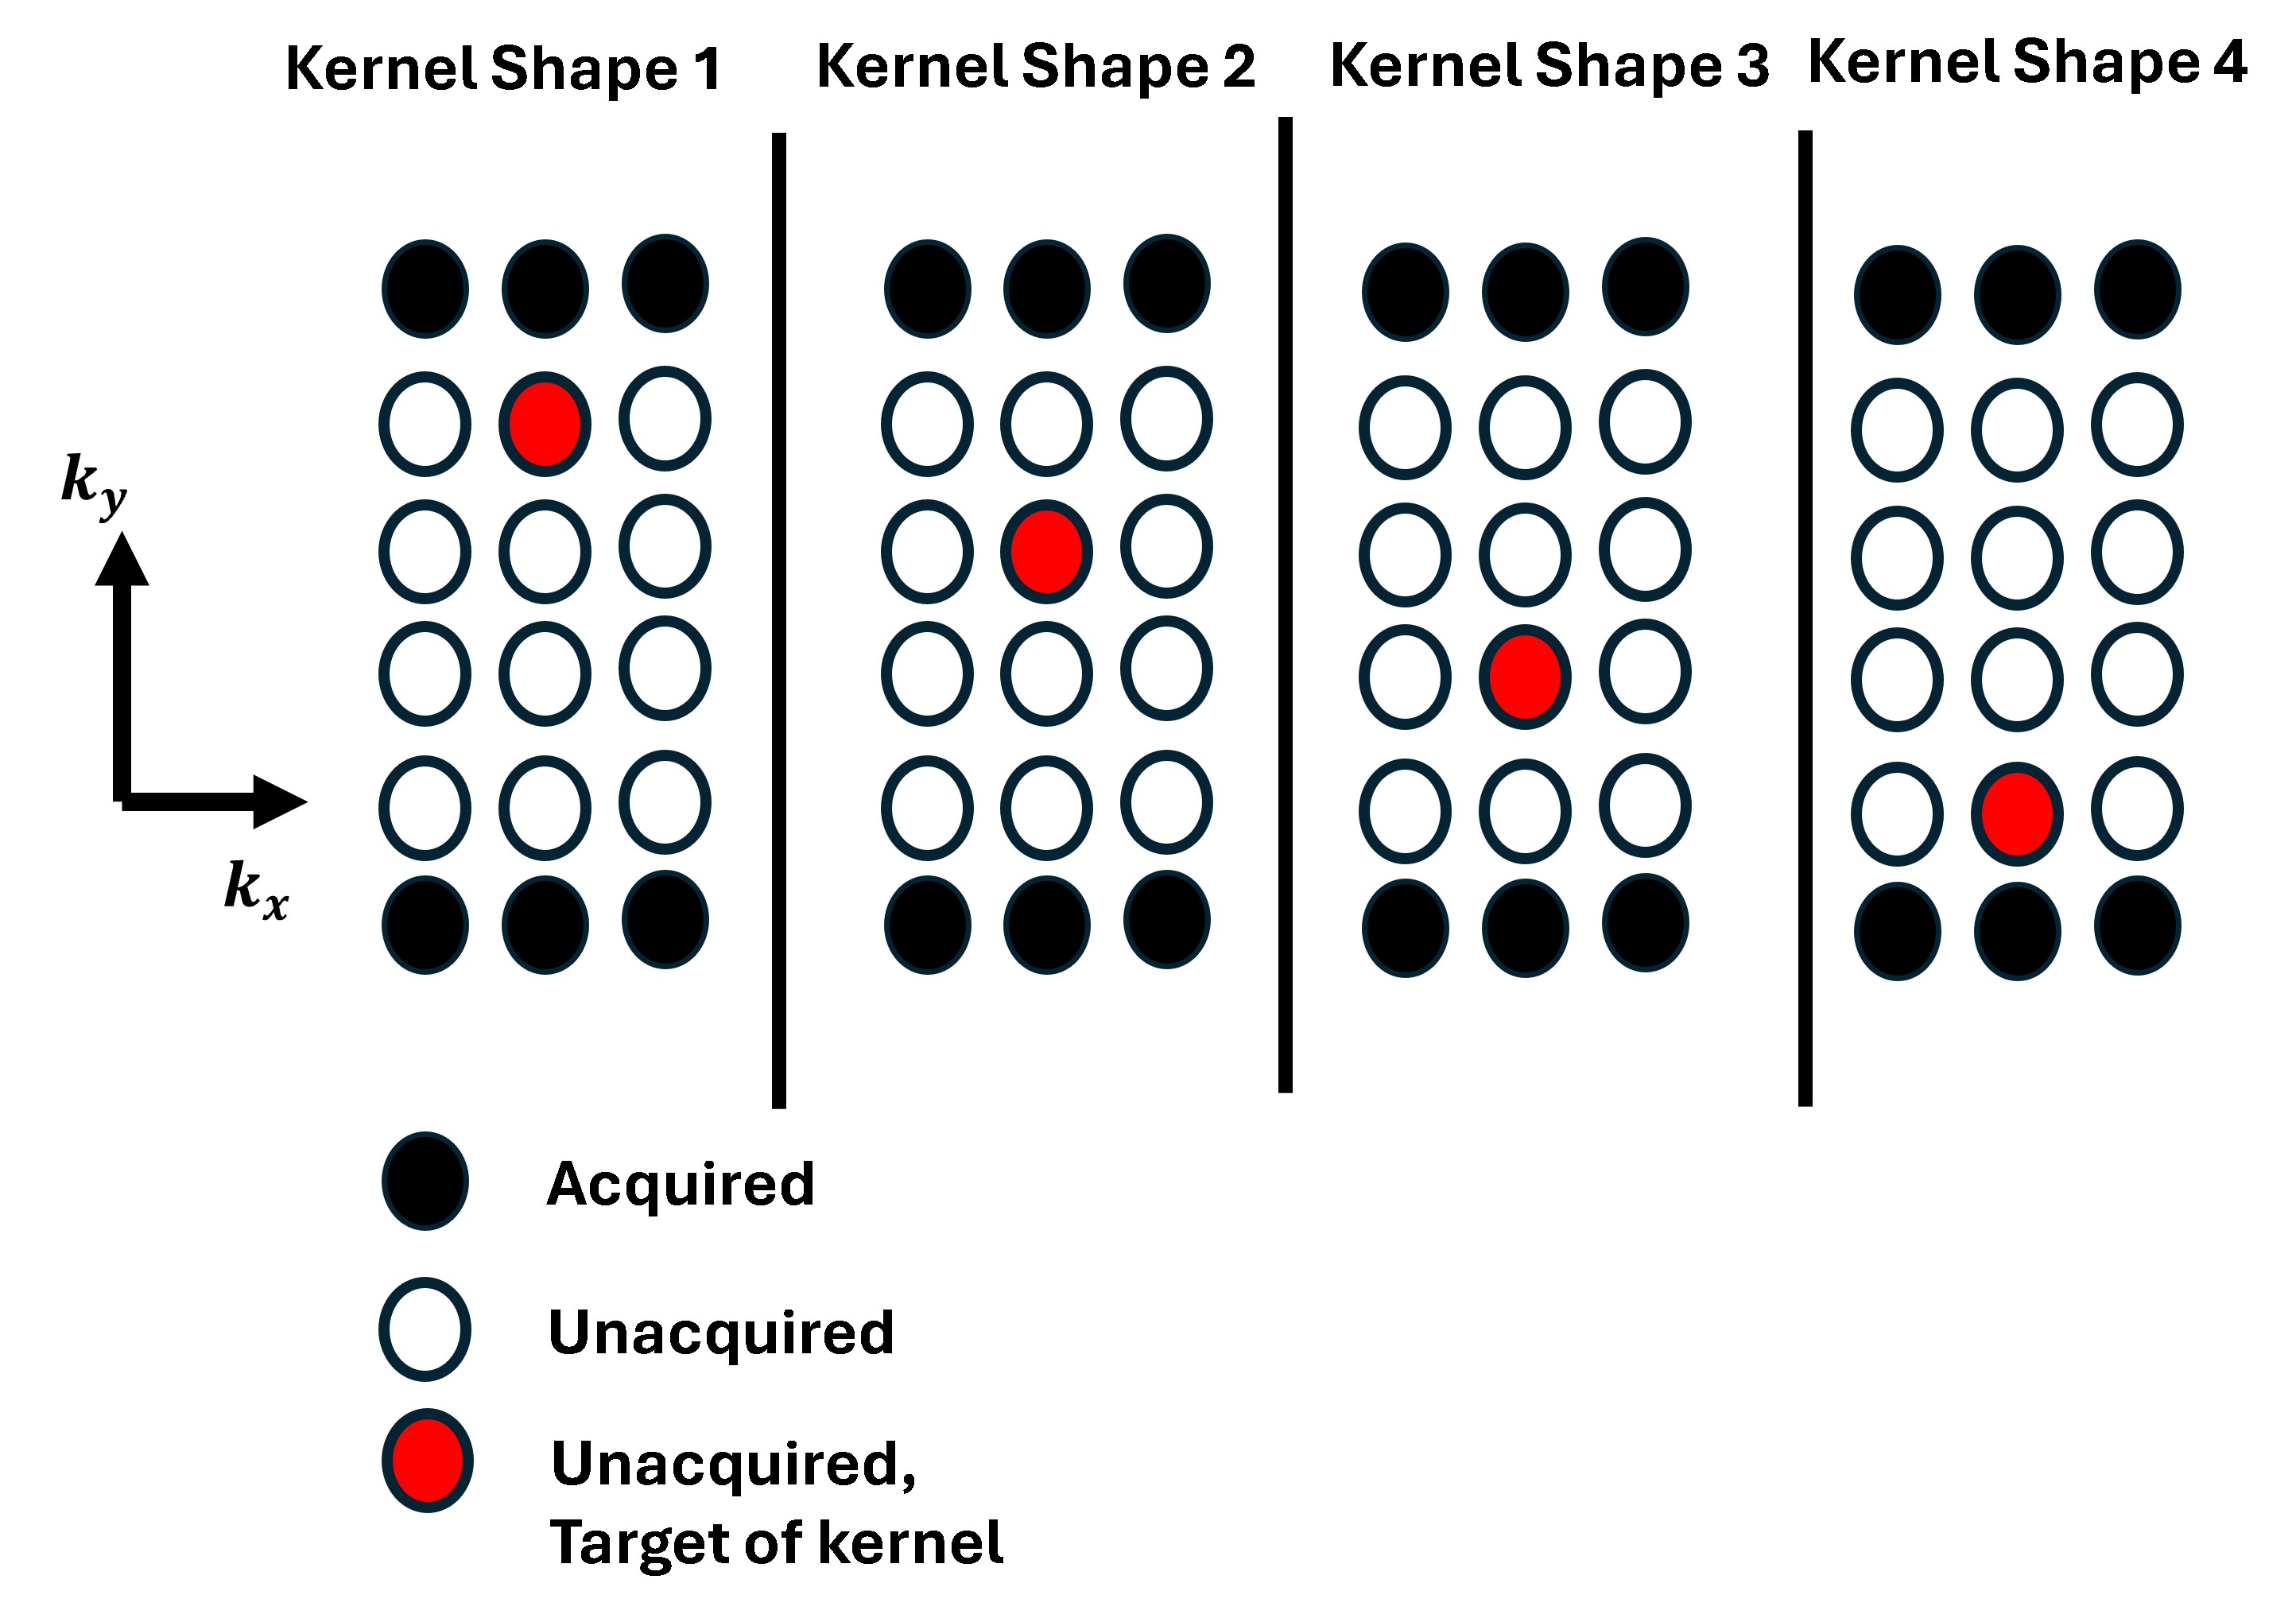 Kernel Shape 1
Kernel Shape 2
Kernel Shape 3
Kernel Shape 4
k_y
k_x
Acquired
Unacquired
Unacquired,
Target of kernel